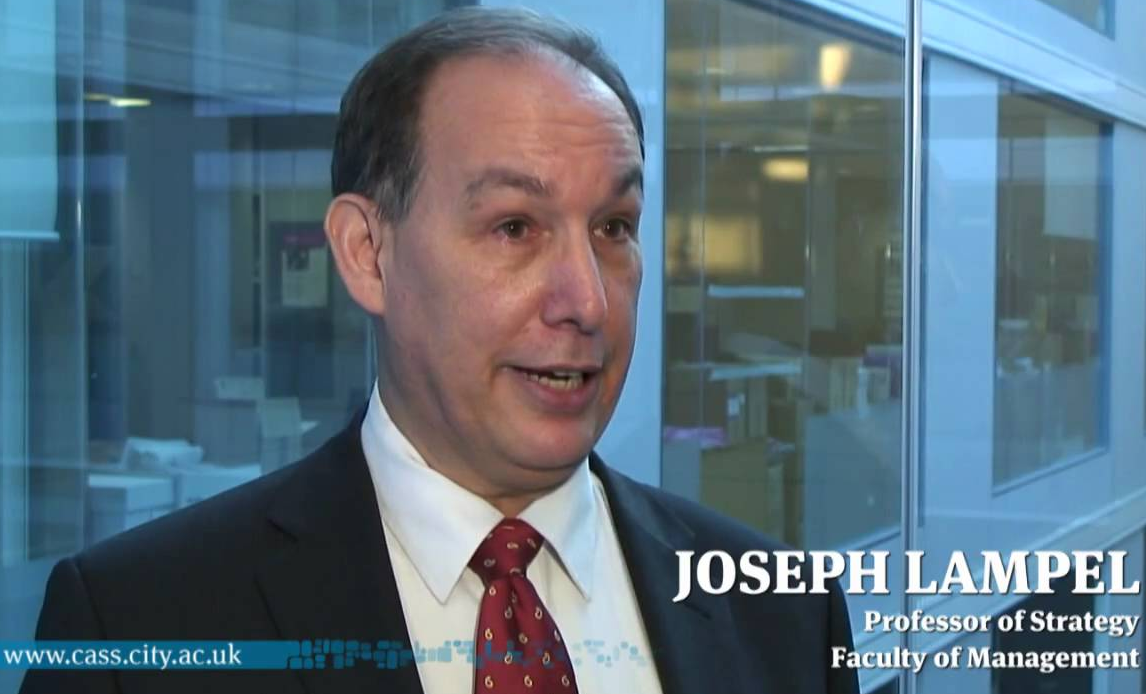 JOSEPH LAMPEL
Professor of Strategy
Faculty of Management
www.cass.city.ac.uk